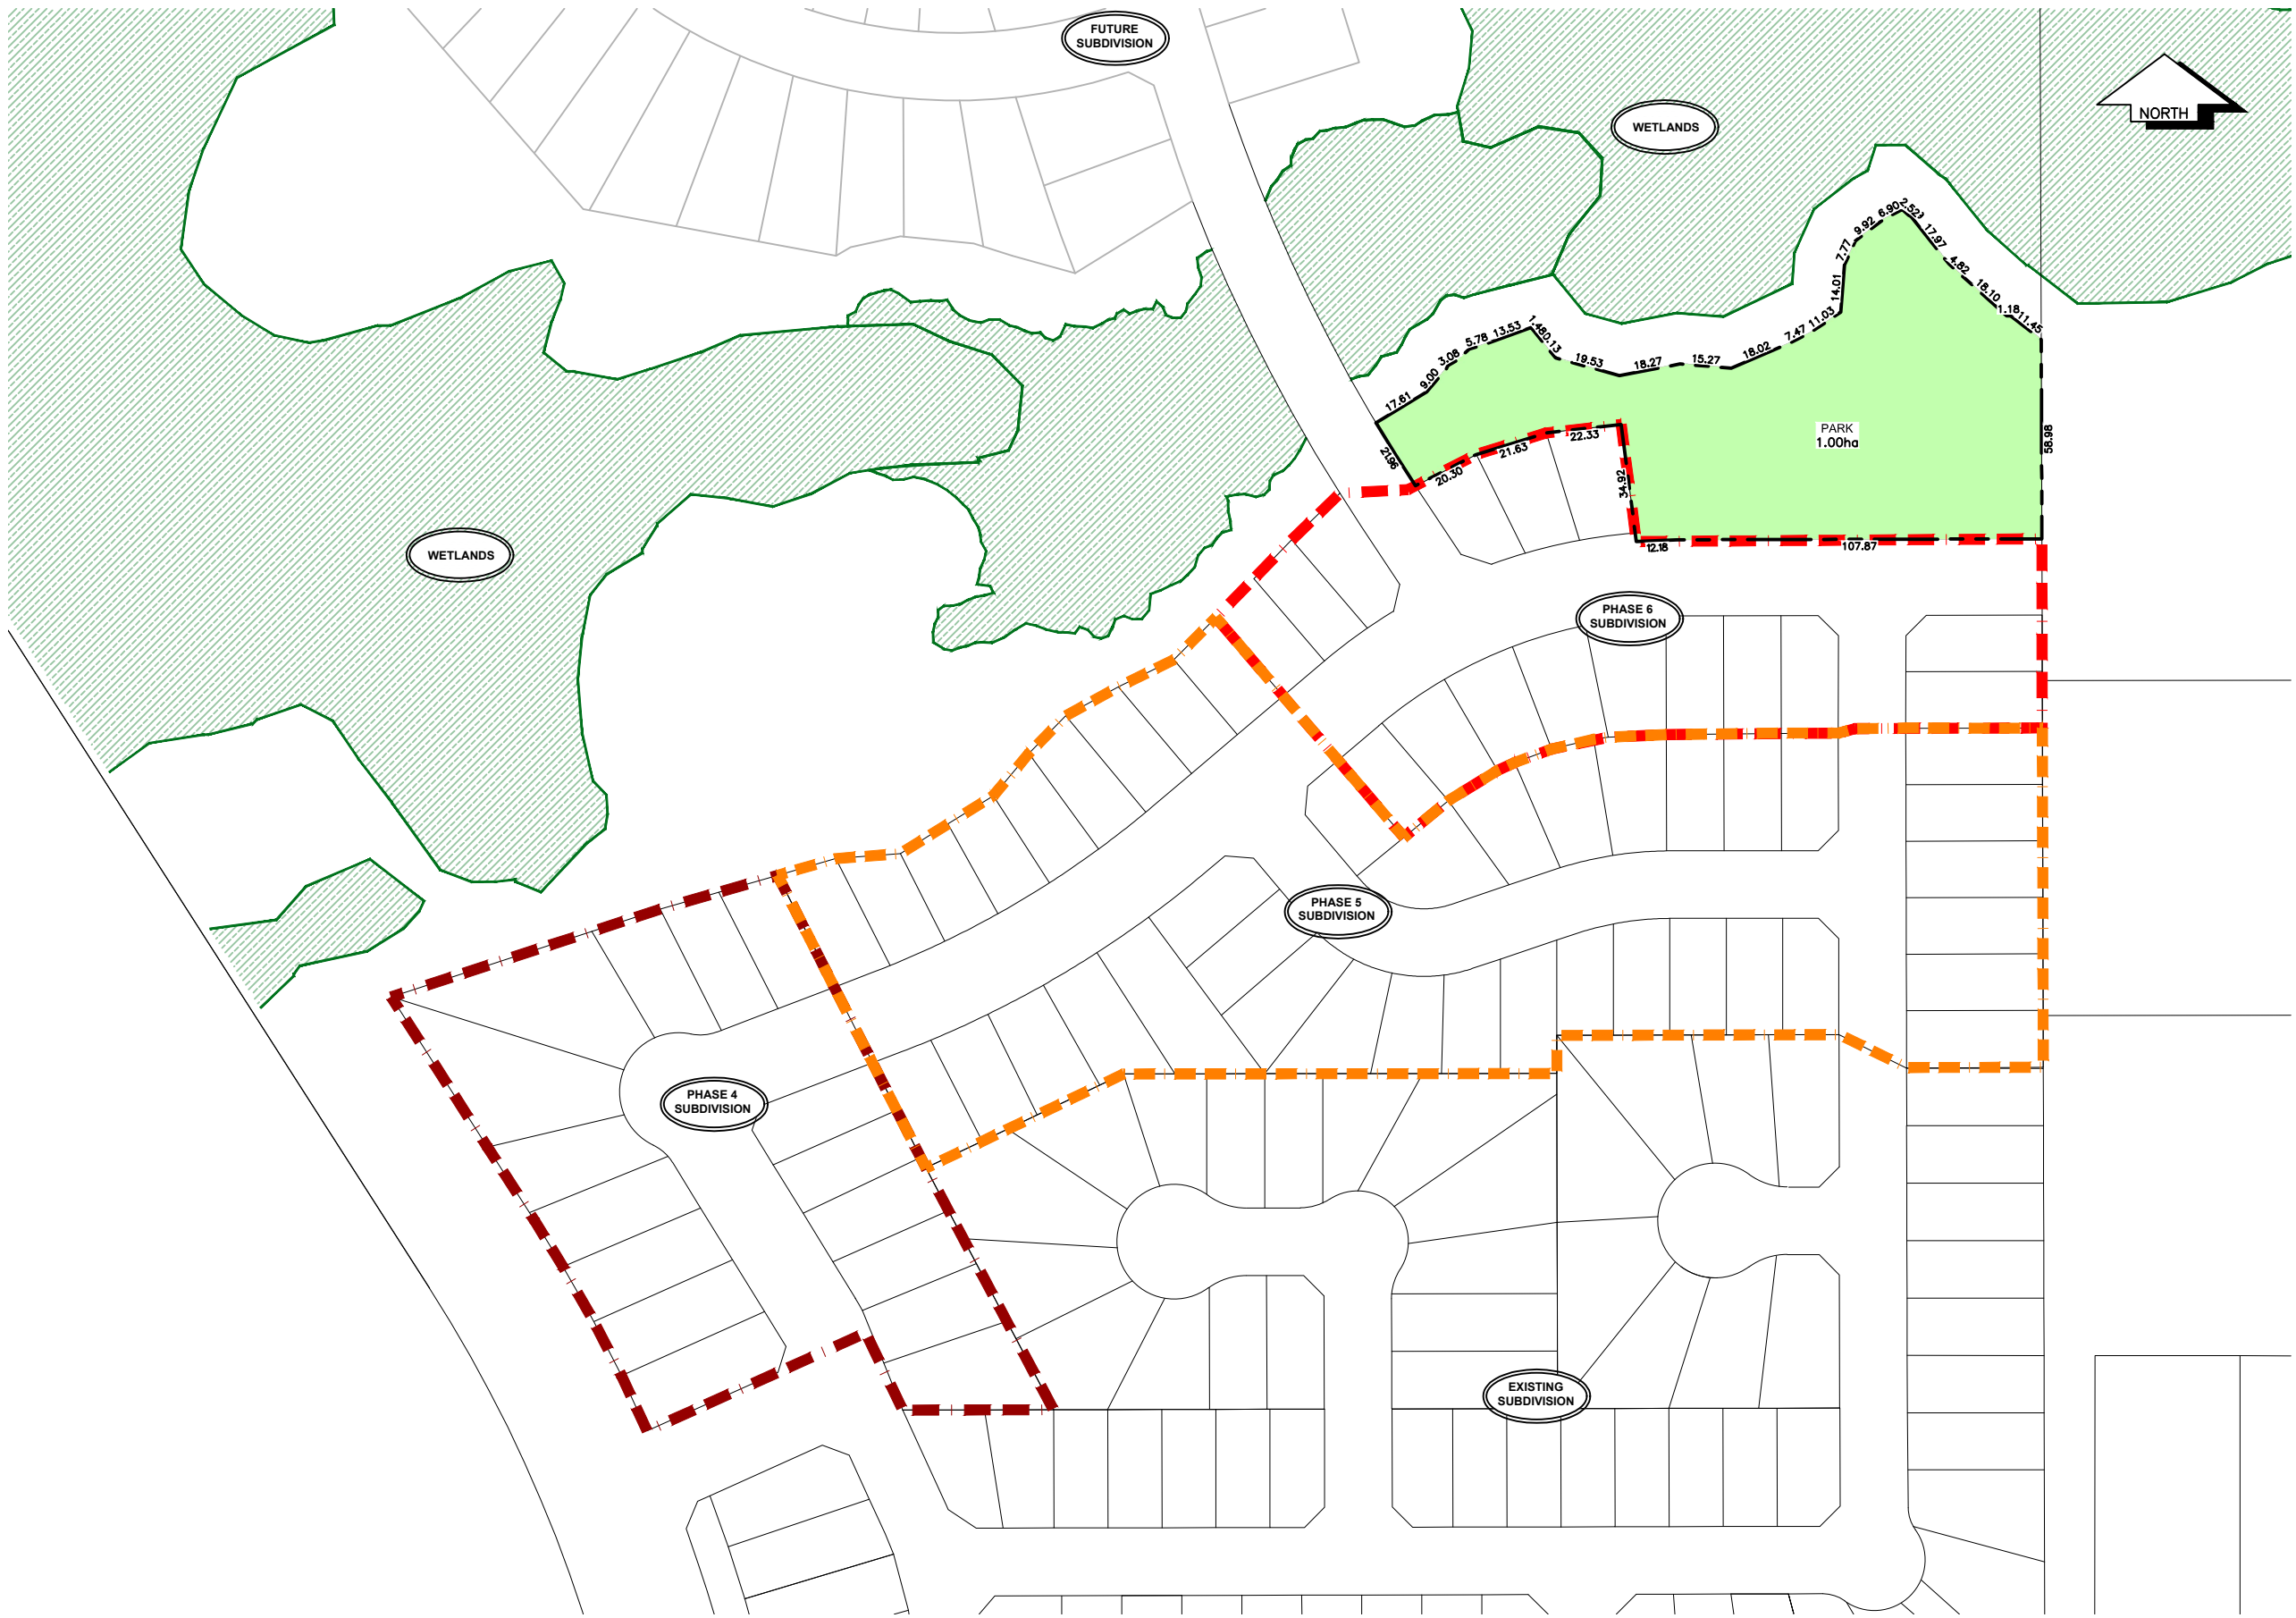 FUTURE
SUBDIVISION
WETLANDS
NORTH
6.90
2.52
9.92
17.97
7.77
4.82
14.01
18.10
1.18
11.45
11.03
7.47
18.02
15.27
18.27
19.53
13.53
5.78
3.08
9.00
17.61
21.96
20.30
21.63
22.33
34.92
12.18
107.87
58.98
PARK
1.00ha
WETLANDS
PHASE 6
SUBDIVISION
PHASE 5
SUBDIVISION
PHASE 4
SUBDIVISION
EXISTING
SUBDIVISION